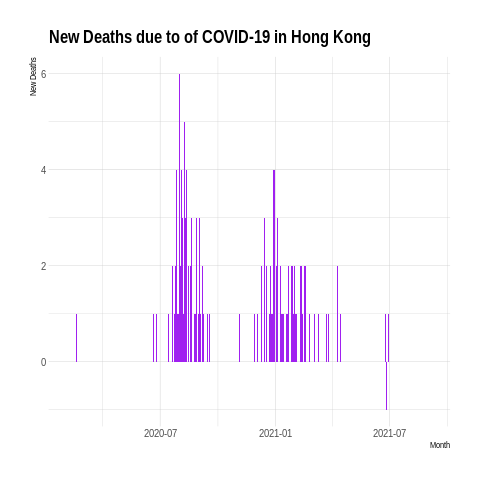 New Deaths due to of COVID-19 in Hong Kong
New Deaths
6
4
2
0
2020-07
2021-01
2021-07
Month